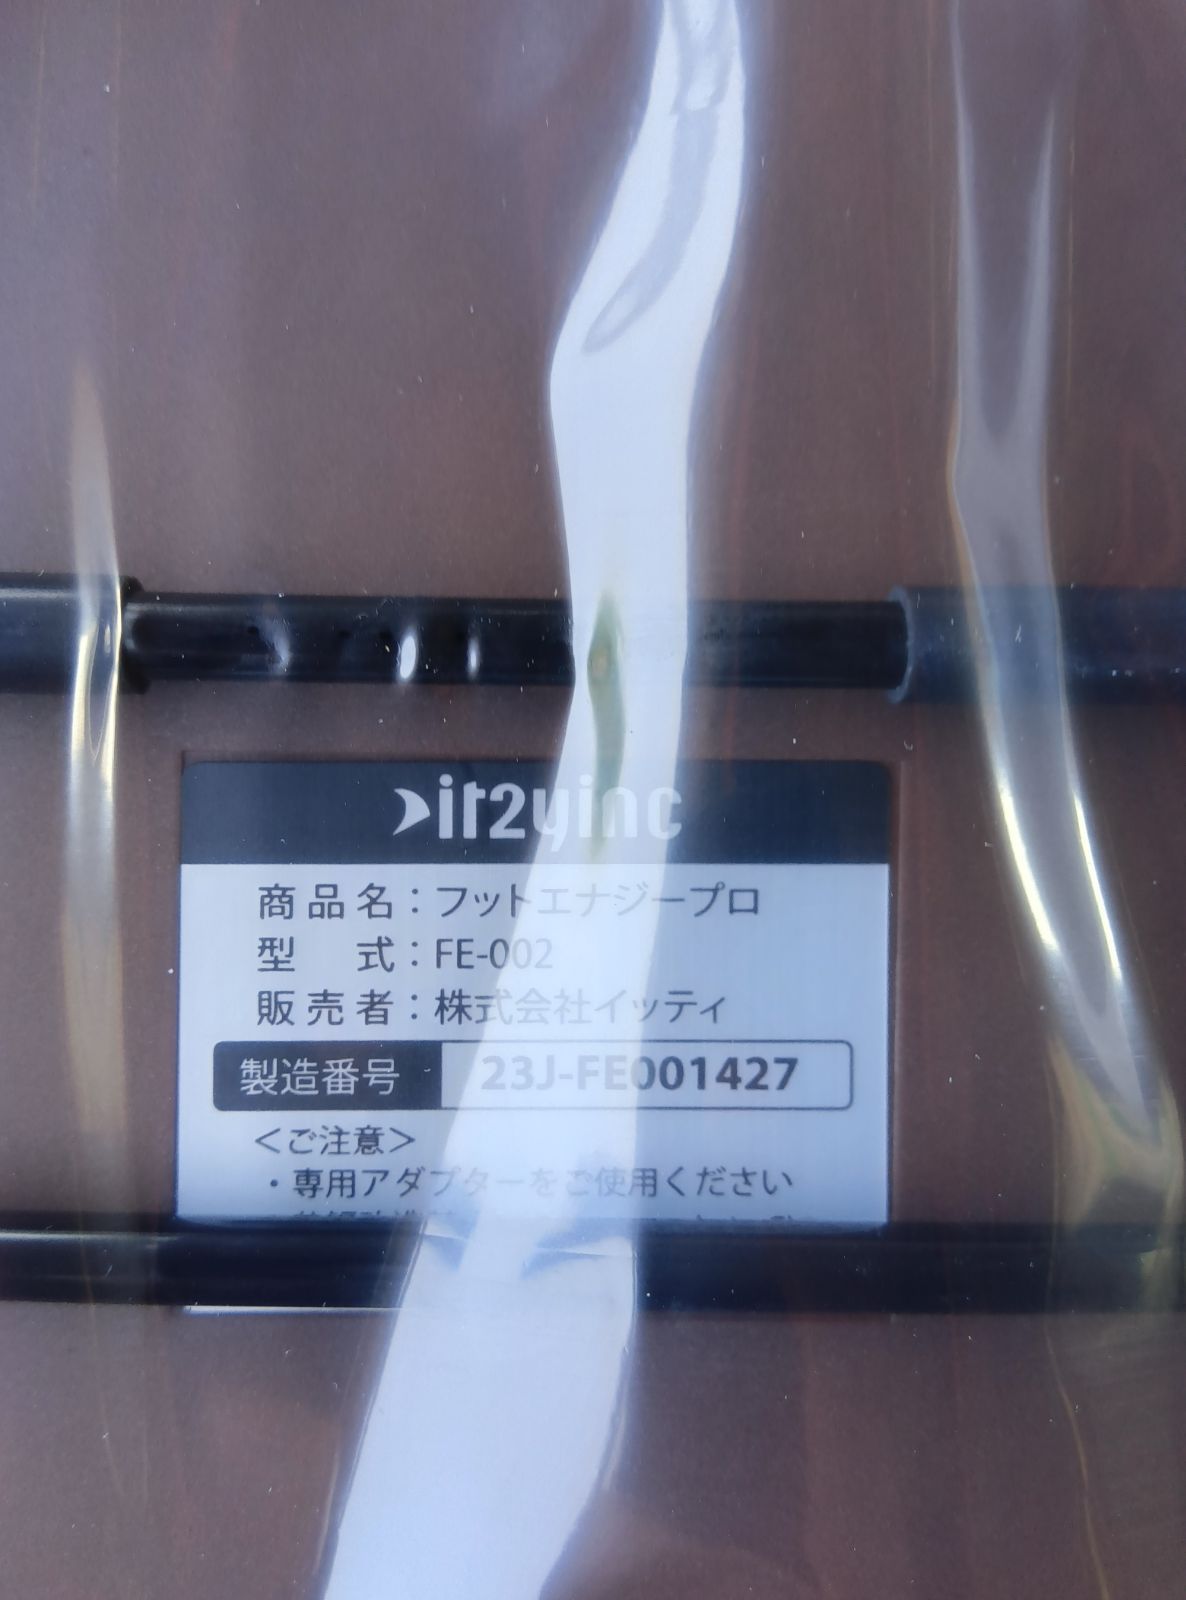 it2yinc
商品名：フットエナジープロ
型　式：FE-002
販売者：株式会社イッティ
製造番号 23J-FE001427
＜ご注意＞
・専用アダプターをご使用ください